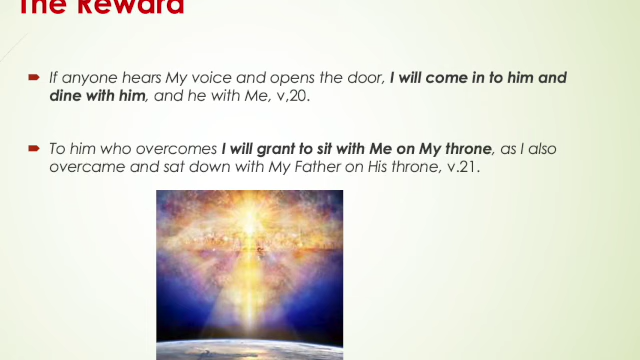 The Reward
If anyone hears My voice and opens the door, I will come in to him and
dine with him, and he with Me, v,20.
To him who overcomes I will grant to sit with Me on My throne, as I also
overcame and sat down with My Father on His throne, v.21.